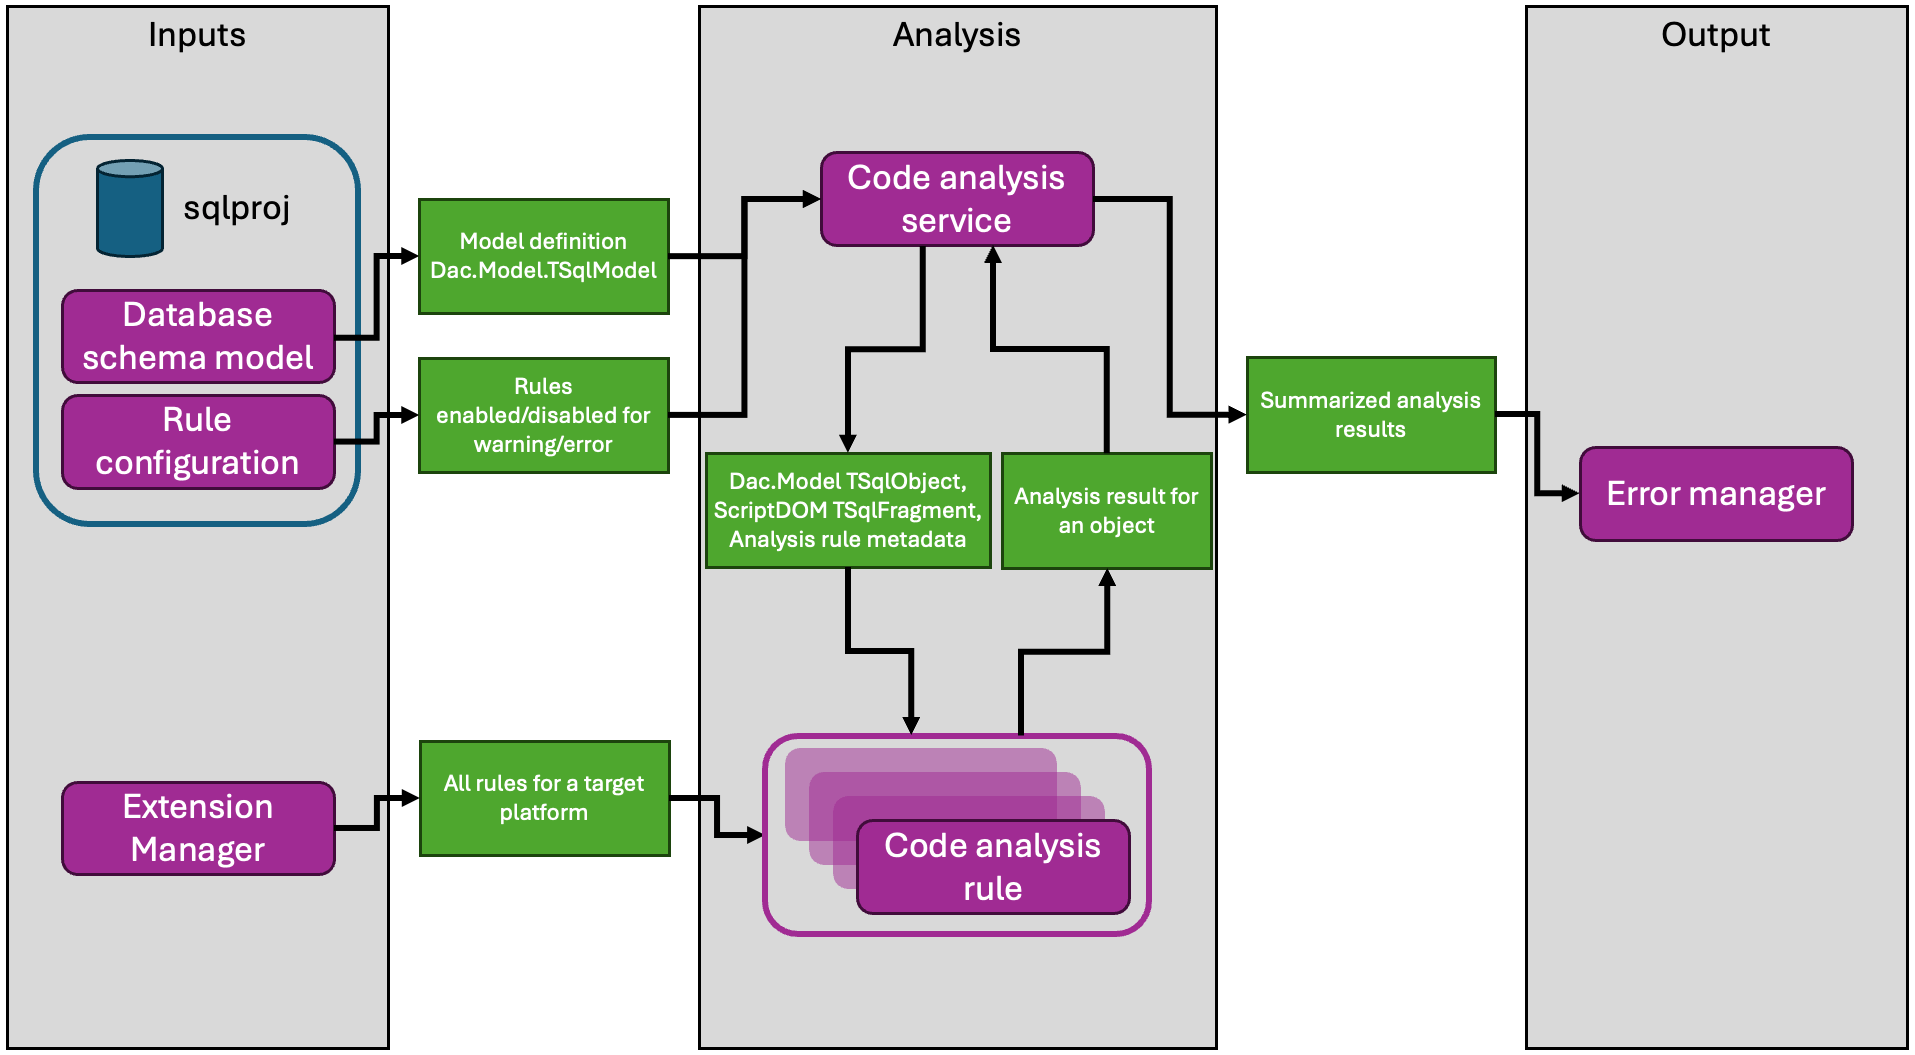 Inputs
sqlproj
Database
schema model
Rule
configuration
Extension
Manager
Model definition
Dac.Model.TSqlModel
Rules
enabled/disabled for
warning/error
All rules for a target
platform
Analysis
Code analysis
service
Dac.Model TSqlObject,
ScriptDOM TSqlFragment,
Analysis rule metadata
Analysis result for
an object
Code analysis
rule
Summarized analysis
results
Output
Error manager